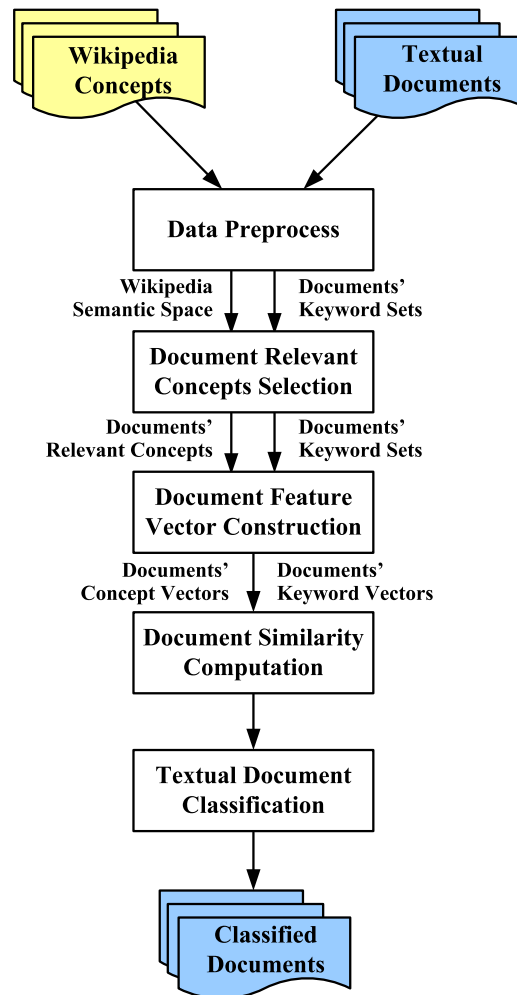 Wikipedia
Concepts
Textual
Documents
Data Preprocess
Wikipedia
Semantic Space
Documents’
Keyword Sets
Document Relevant
Concepts Selection
Documents’
Relevant Concepts
Documents’
Keyword Sets
Document Feature
Vector Construction
Documents’
Concept Vectors
Documents’
Keyword Vectors
Document Similarity
Computation
Textual Document
Classification
Classified
Documents